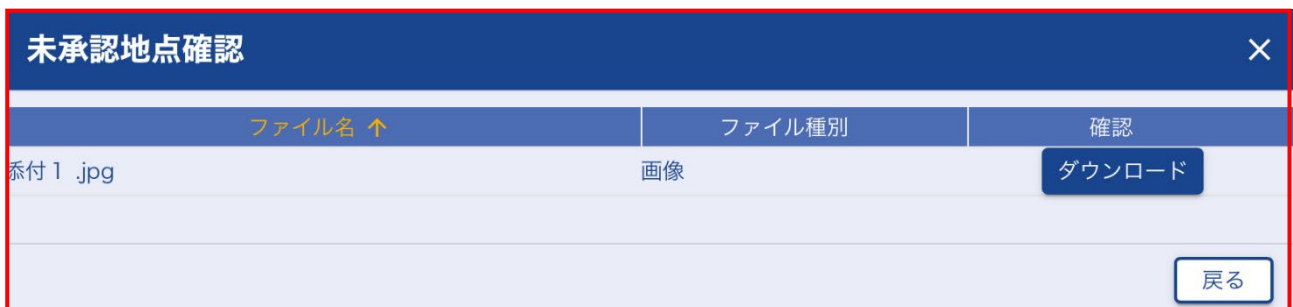 未承認地点確認 ×
ファイル名 ↑ ファイル種別 確認
添付１ .jpg 画像 ダウンロード
戻る